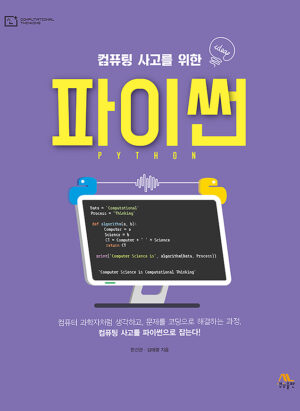 COMPUTATIONAL
THINKING
컴퓨팅 사고를 위한
idea
파이썬
PYTHON
Data = 'Computational'
Process = 'Thinking'
def algorithm(a, b):
Computer = a
Science = b
CT = Computer + ' ' + Science
return CT
print('Computer Science is', algorithm(Data, Process))
'Computer Science is Computational Thinking'
컴퓨터 과학자처럼 생각하고, 문제를 코딩으로 해결하는 과정,
컴퓨팅 사고를 파이썬으로 잡는다!
지음